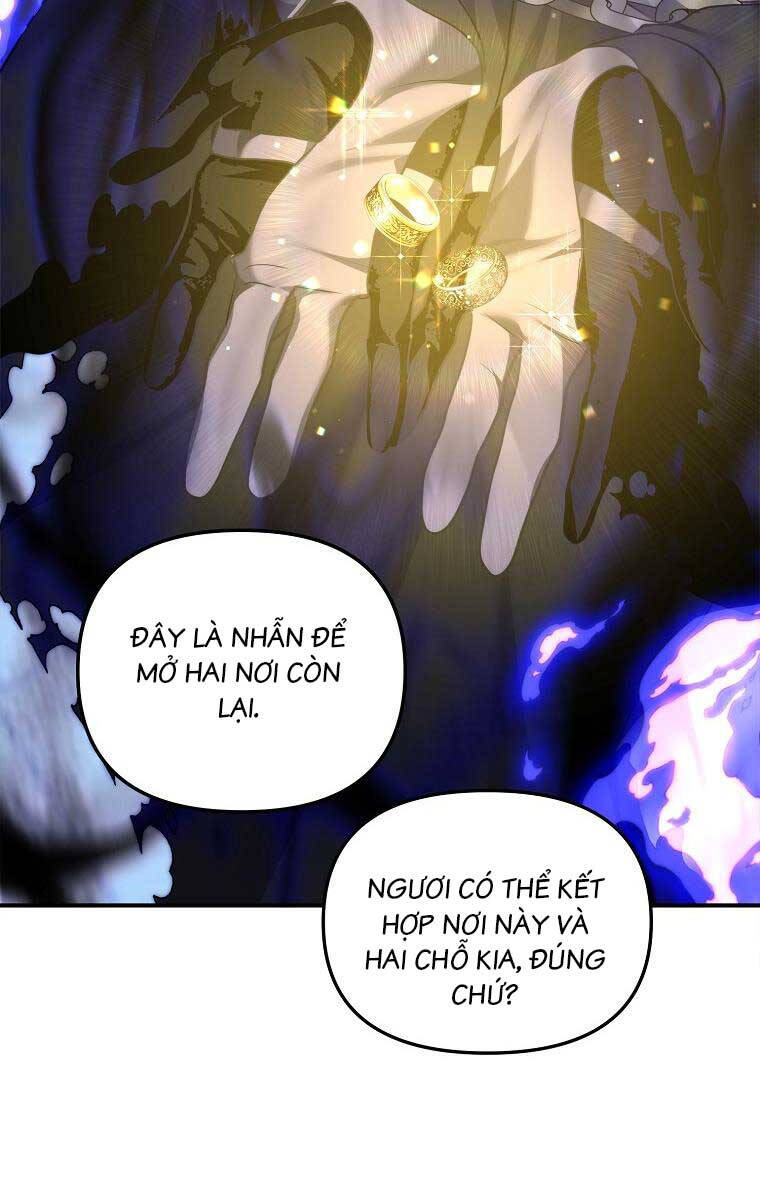 ĐÂY LÀ NHẪN ĐỂ
MỞ HAI NƠI CÒN
LẠI.
NGƯƠI CÓ THỂ KẾT
HỢP NƠI NÀY VÀ
HAI CHỖ KIA, ĐÚNG
CHỨ?